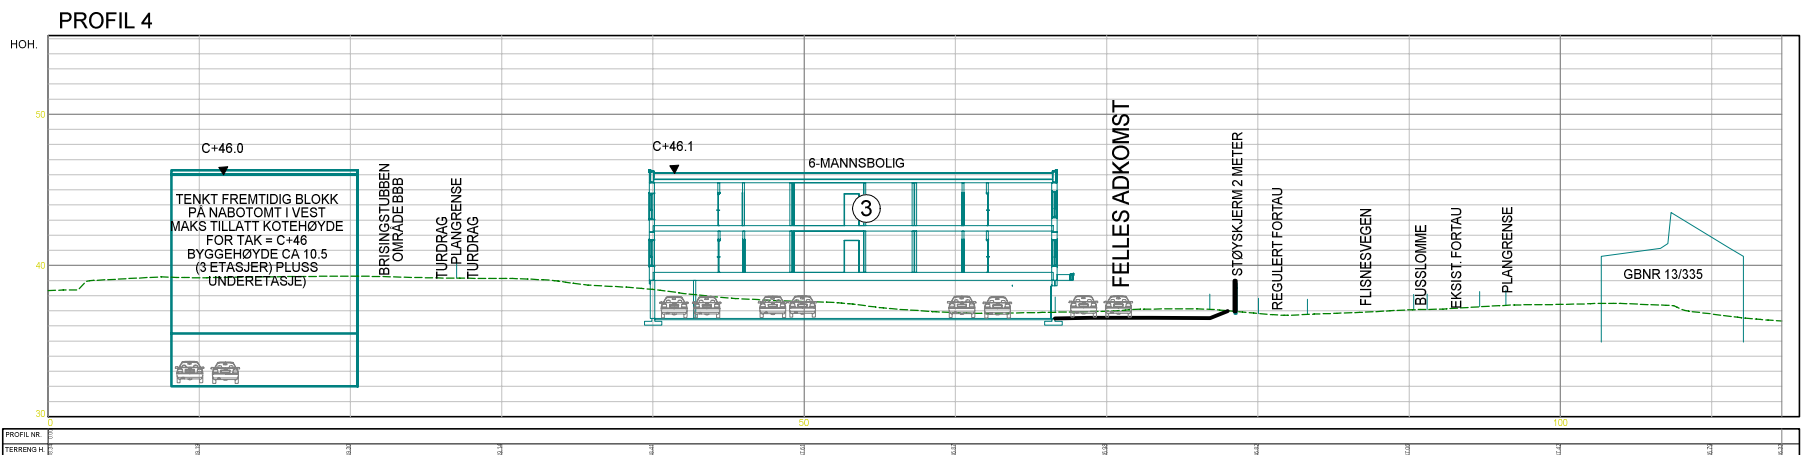 PROFIL 4
HOH.
50
40
30
C+46.0
TENKT FREMTIDIG BLOKK
PÅ NABOTOMT I VEST
MAKS TILLATT KOTEHØYDE
FOR TAK = C+46
BYGGEHØYDE CA 10.5
(3 ETASJER) PLUSS
UNDERETASJE)
BRISINGSTUBBEN
OMRÅDE BBB
TURDRAG
PLANGRENSE
TURDRAG
C+46.1
6-MANNSBOLIG
3
FELLES ADKOMST
STØYSKJERM 2 METER
REGULERT FORTAU
FLISNESVEGEN
BUSSLOMME
EKSIST. FORTAU
PLANGRENSE
GBNR 13/335
0
50
100
PROFIL NR.
TERRENG H.